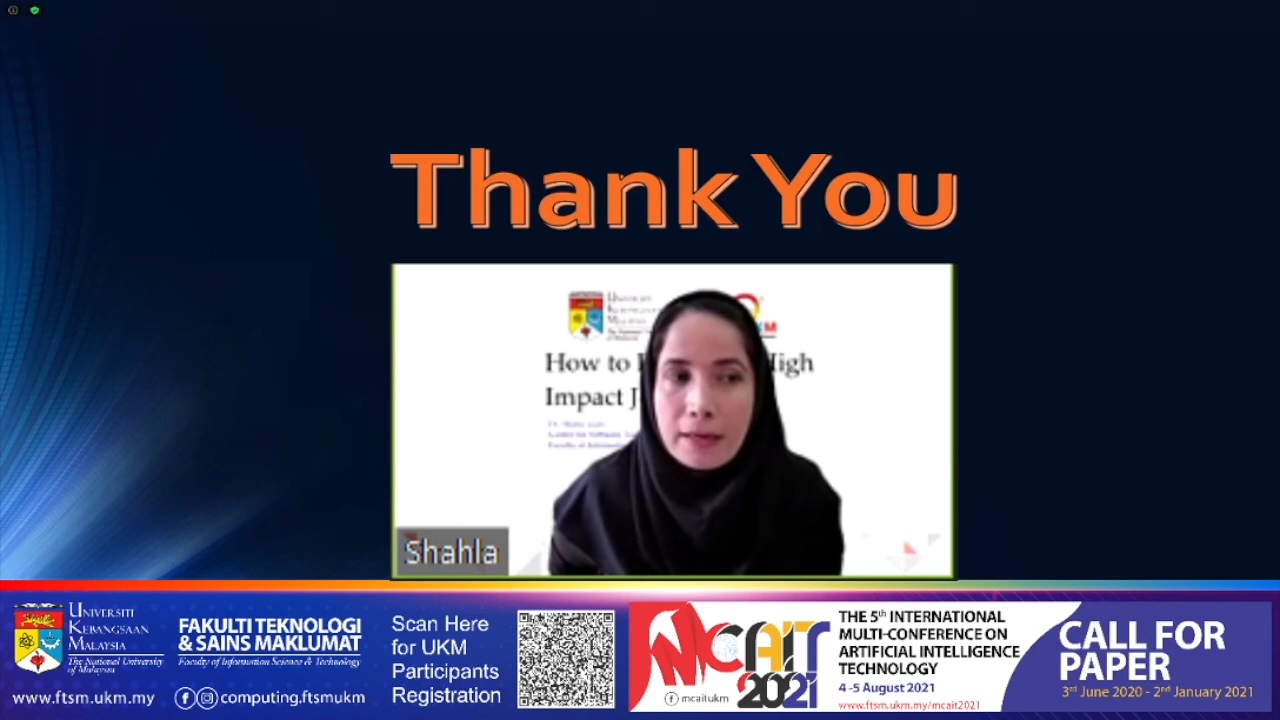 Thank You
UNIVERSITI
How to
High
Impact J
Shahla
UNIVERSITI
KEBANGSAAN
MALAYSIA
The National University
of Malaysia
www.ftsm.ukm.my
FAKULTI TEKNOLOGI
& SAINS MAKLUMAT
Faculty of Information Science & Technology
computing.ftsmukm
Scan Here
for UKM
Participants
Registration
MCAIT
2021
mcaitukm
THE 5th INTERNATIONAL
MULTI-CONFERENCE ON
ARTIFICIAL INTELLIGENCE
TECHNOLOGY
4 -5 August 2021
www.ftsm.ukm.my/mcait2021
CALL FOR
PAPER
3rd June 2020 - 2nd January 2021